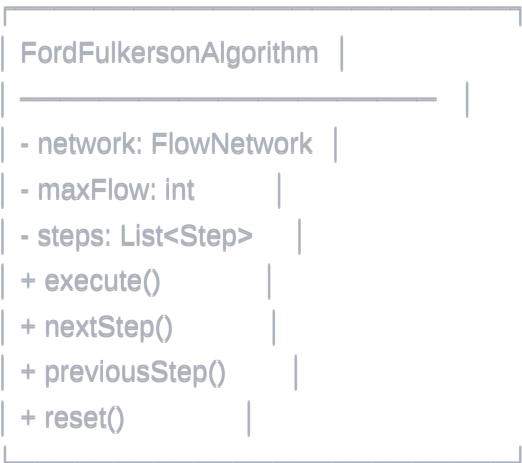 FordFulkersonAlgorithm
- network: FlowNetwork
- maxFlow: int
- steps: List<Step>
+ execute()
+ nextStep()
+ previousStep()
+ reset()